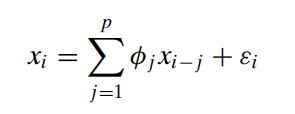 x_i = \sum_{j=1}^{p} \phi_j x_{i-j} + \varepsilon_i